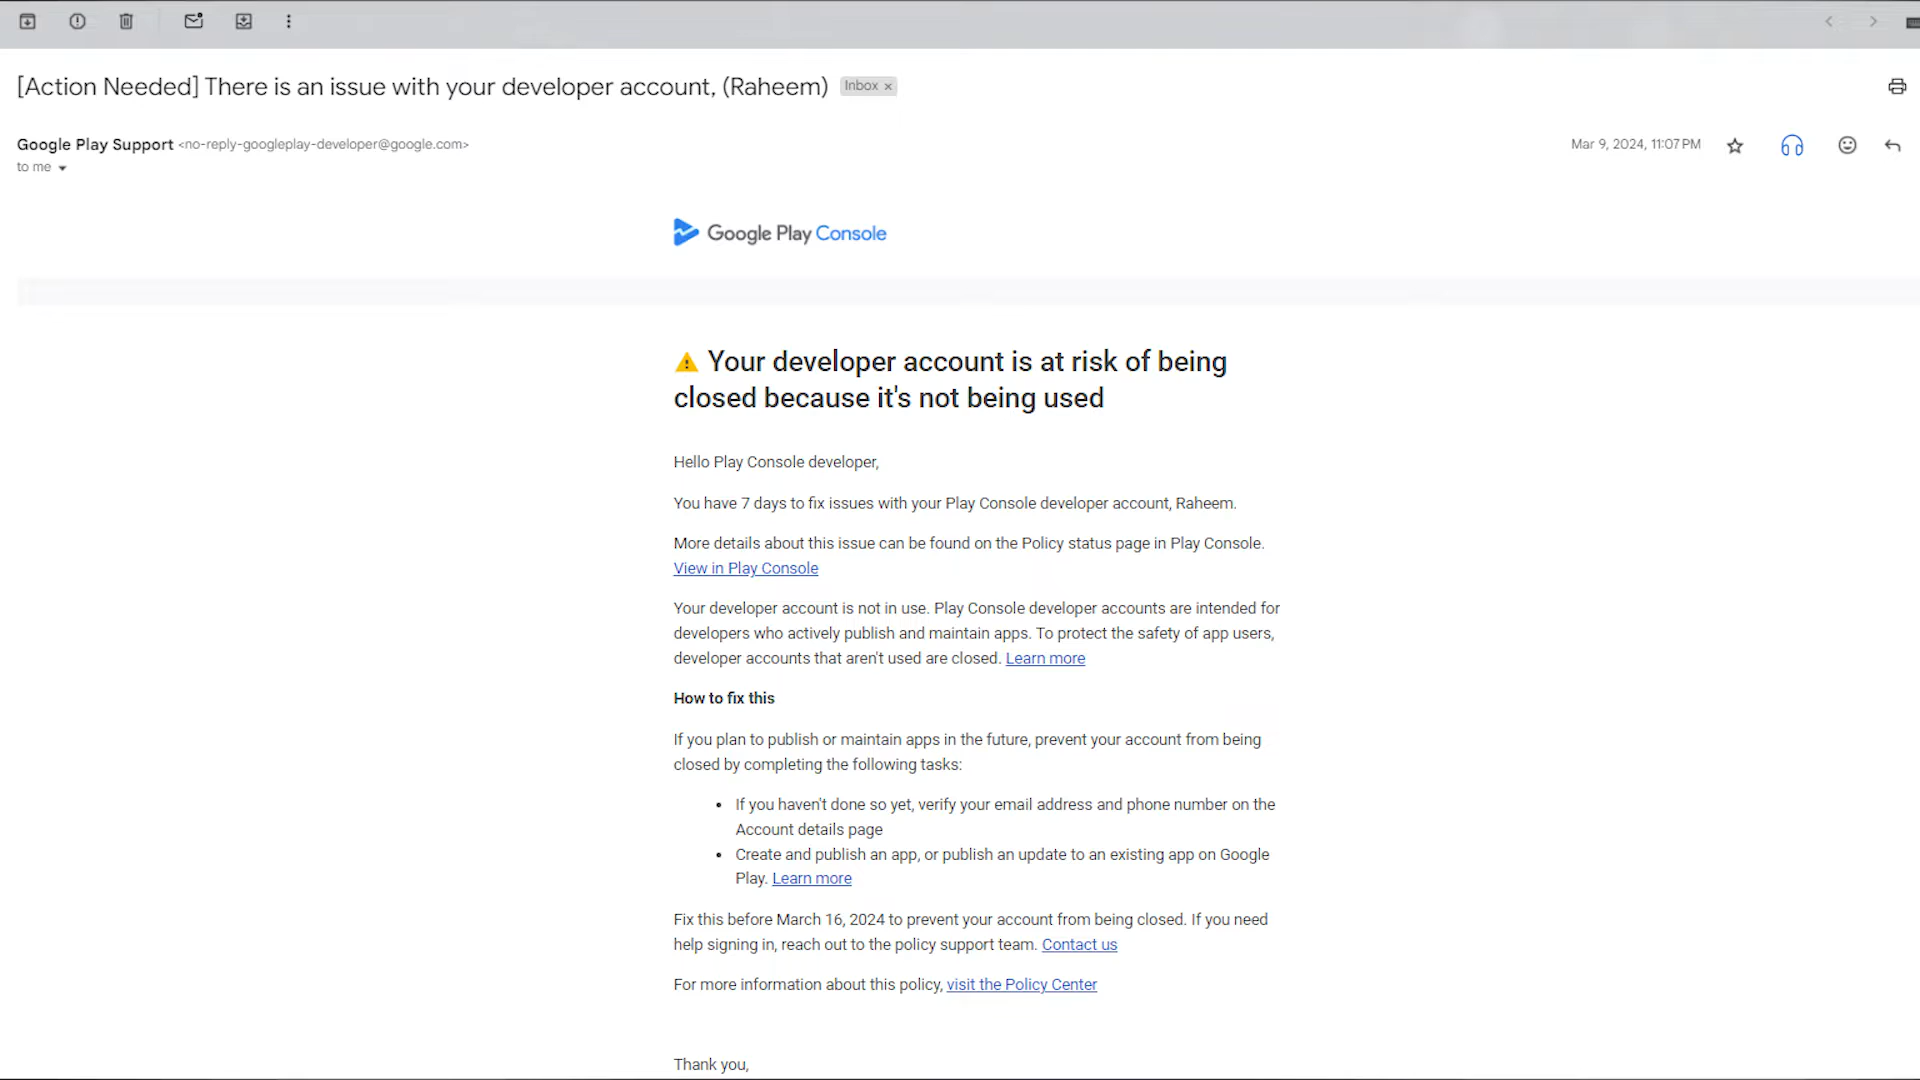 [Action Needed] There is an issue with your developer account, (Raheem) Inbox ×
Google Play Support <no-reply-googleplay-developer@google.com> Mar 9, 2024, 11:07 PM
to me
Google Play Console
Your developer account is at risk of being
closed because it's not being used
Hello Play Console developer,
You have 7 days to fix issues with your Play Console developer account, Raheem.
More details about this issue can be found on the Policy status page in Play Console.
View in Play Console
Your developer account is not in use. Play Console developer accounts are intended for
developers who actively publish and maintain apps. To protect the safety of app users,
developer accounts that aren't used are closed. Learn more
How to fix this
If you plan to publish or maintain apps in the future, prevent your account from being
closed by completing the following tasks:
• If you haven't done so yet, verify your email address and phone number on the
Account details page
• Create and publish an app, or publish an update to an existing app on Google
Play. Learn more
Fix this before March 16, 2024 to prevent your account from being closed. If you need
help signing in, reach out to the policy support team. Contact us
For more information about this policy, visit the Policy Center
Thank you,